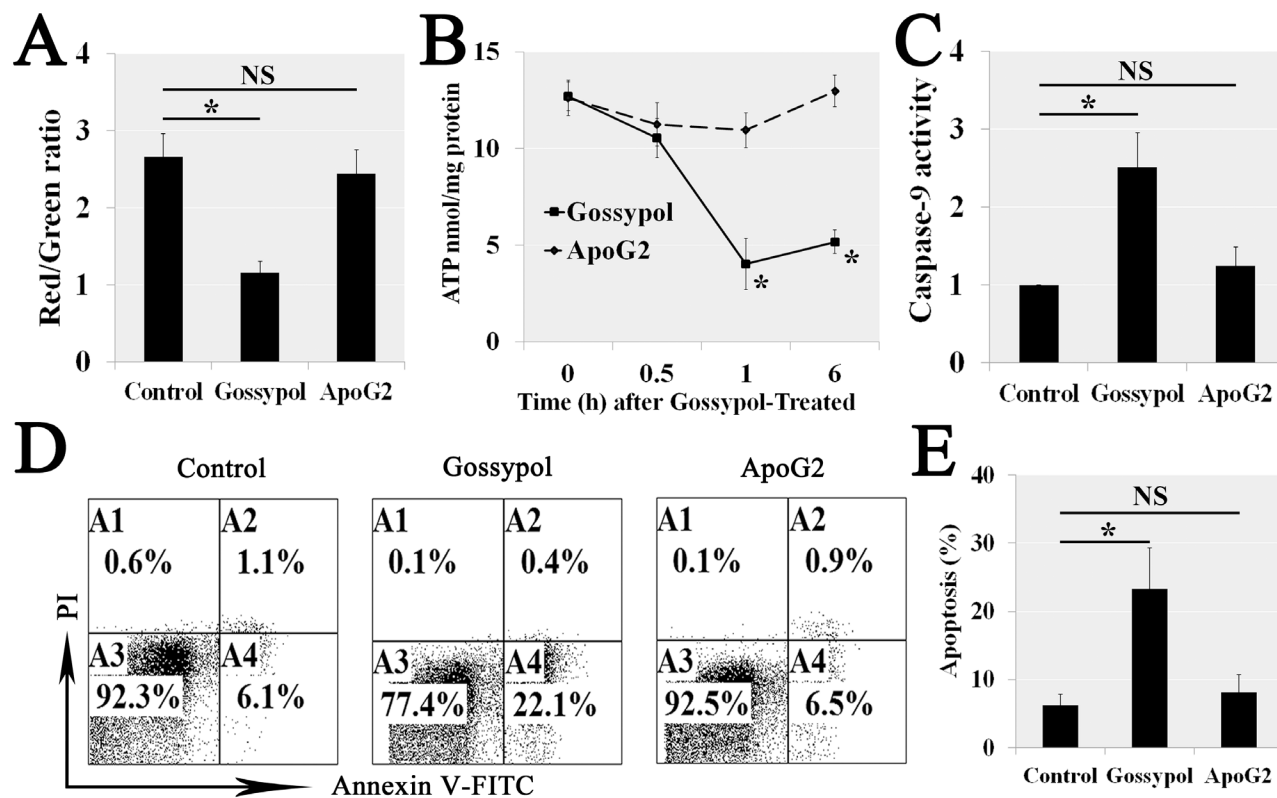 A
Red/Green ratio
4
3
2
1
0
NS
*
Control Gossypol ApoG2
B
ATP nmol/mg protein
15
10
5
0
Gossypol
ApoG2
*
*
0 0.5 1 6
Time (h) after Gossypol-Treated
C
Caspase-9 activity
4
3
2
1
0
NS
*
Control Gossypol ApoG2
D
Control Gossypol ApoG2
PI
A1 A2
0.6% 1.1%
A3 A4
92.3% 6.1%
A1 A2
0.1% 0.4%
A3 A4
77.4% 22.1%
A1 A2
0.1% 0.9%
A3 A4
92.5% 6.5%
Annexin V-FITC
E
Apoptosis (%)
40
30
20
10
0
NS
*
Control Gossypol ApoG2